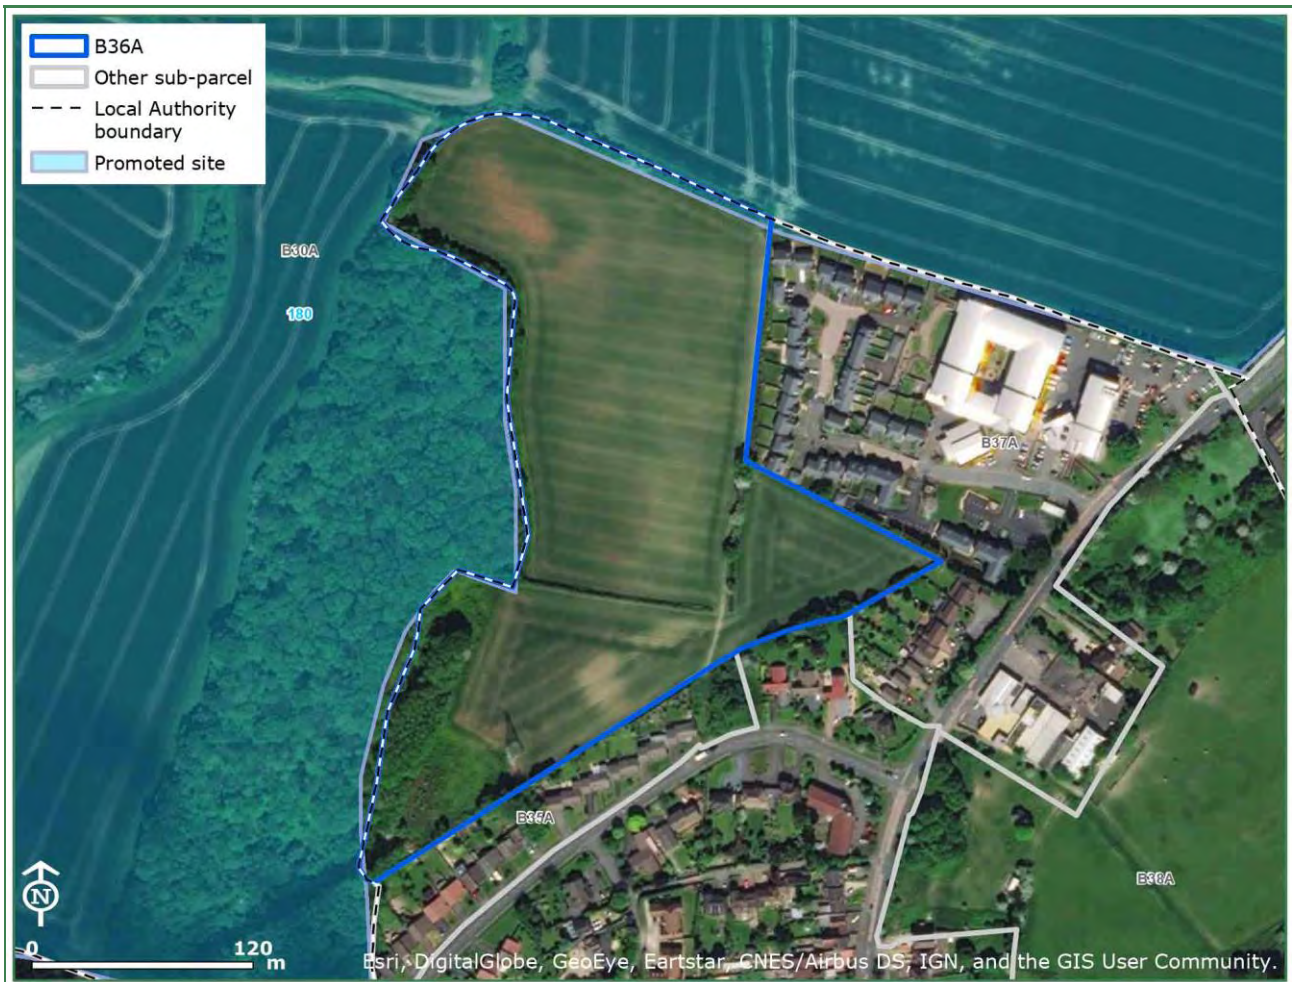 B36A
Other sub-parcel
Local Authority
boundary
Promoted site
B30A
180
B37A
B35A
B38A
N
0 120
m
Esri, DigitalGlobe, GeoEye, Eartstar, CNES/Airbus DS, IGN, and the GIS User Community.